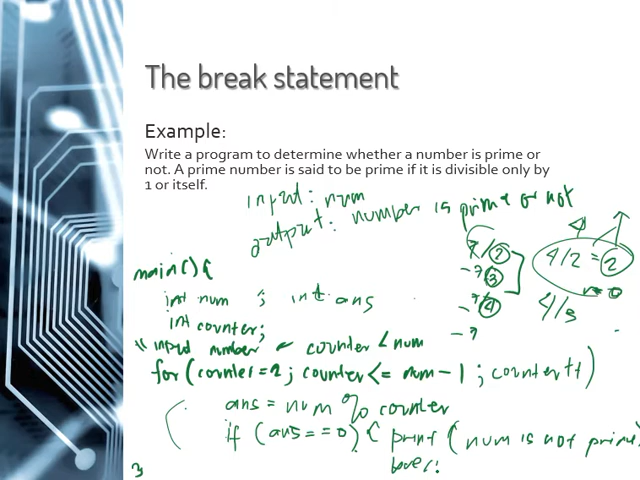 The break statement
Example:
Write a program to determine whether a number is prime or
not. A prime number is said to be prime if it is divisible only by
1 or itself.
input: num
output: number is prime or not
main(){
int num ; int ans
int counter;
" input number counter < num
for (counter=2; counter<= num-1; counter++)
ans = num % counter
if (ans==0) { print ( num is not prime
4/2 = 2
4/3